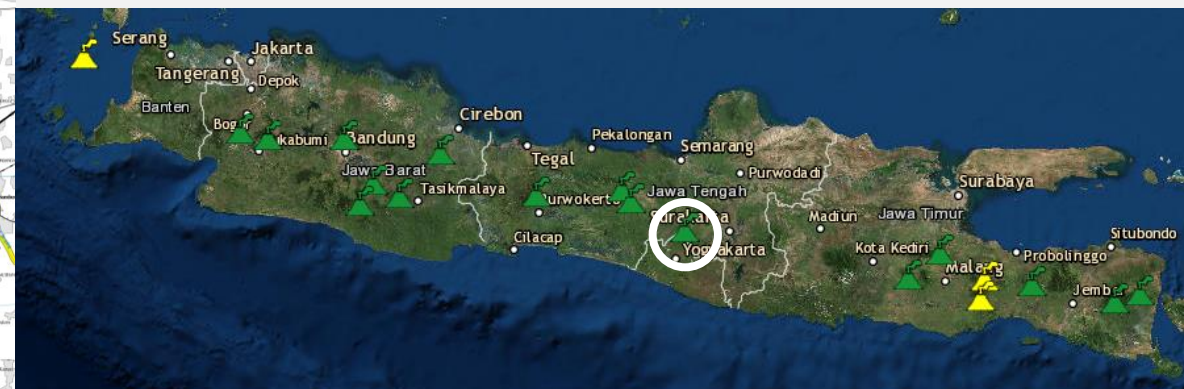 Serang
Jakarta
Tangerang
Depok
Banten
Cirebon
Bandung
Pekalongan
Semarang
Tegal
Purwodadi
Jawa Barat
Tasikmalaya
Jawa Tengah
Surabaya
Madiun
Jawa Timur
Cilacap
Yogyakarta
Kota Kediri
Situbondo
Probolinggo
Malang